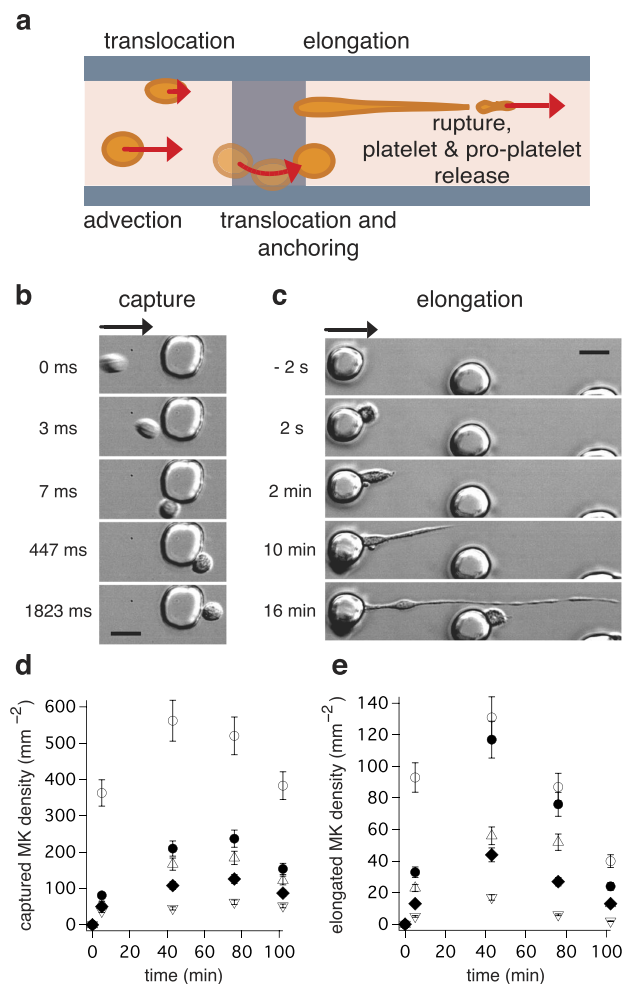 a
translocation
elongation
rupture,
platelet & pro-platelet
release
advection
translocation and
anchoring
b
capture
0 ms
3 ms
7 ms
447 ms
1823 ms
c
elongation
- 2 s
2 s
2 min
10 min
16 min
d
captured MK density (mm⁻²)
600
500
400
300
200
100
0
0 20 40 60 80 100
time (min)
e
elongated MK density (mm⁻²)
140
120
100
80
60
40
20
0
0 20 40 60 80 100
time (min)